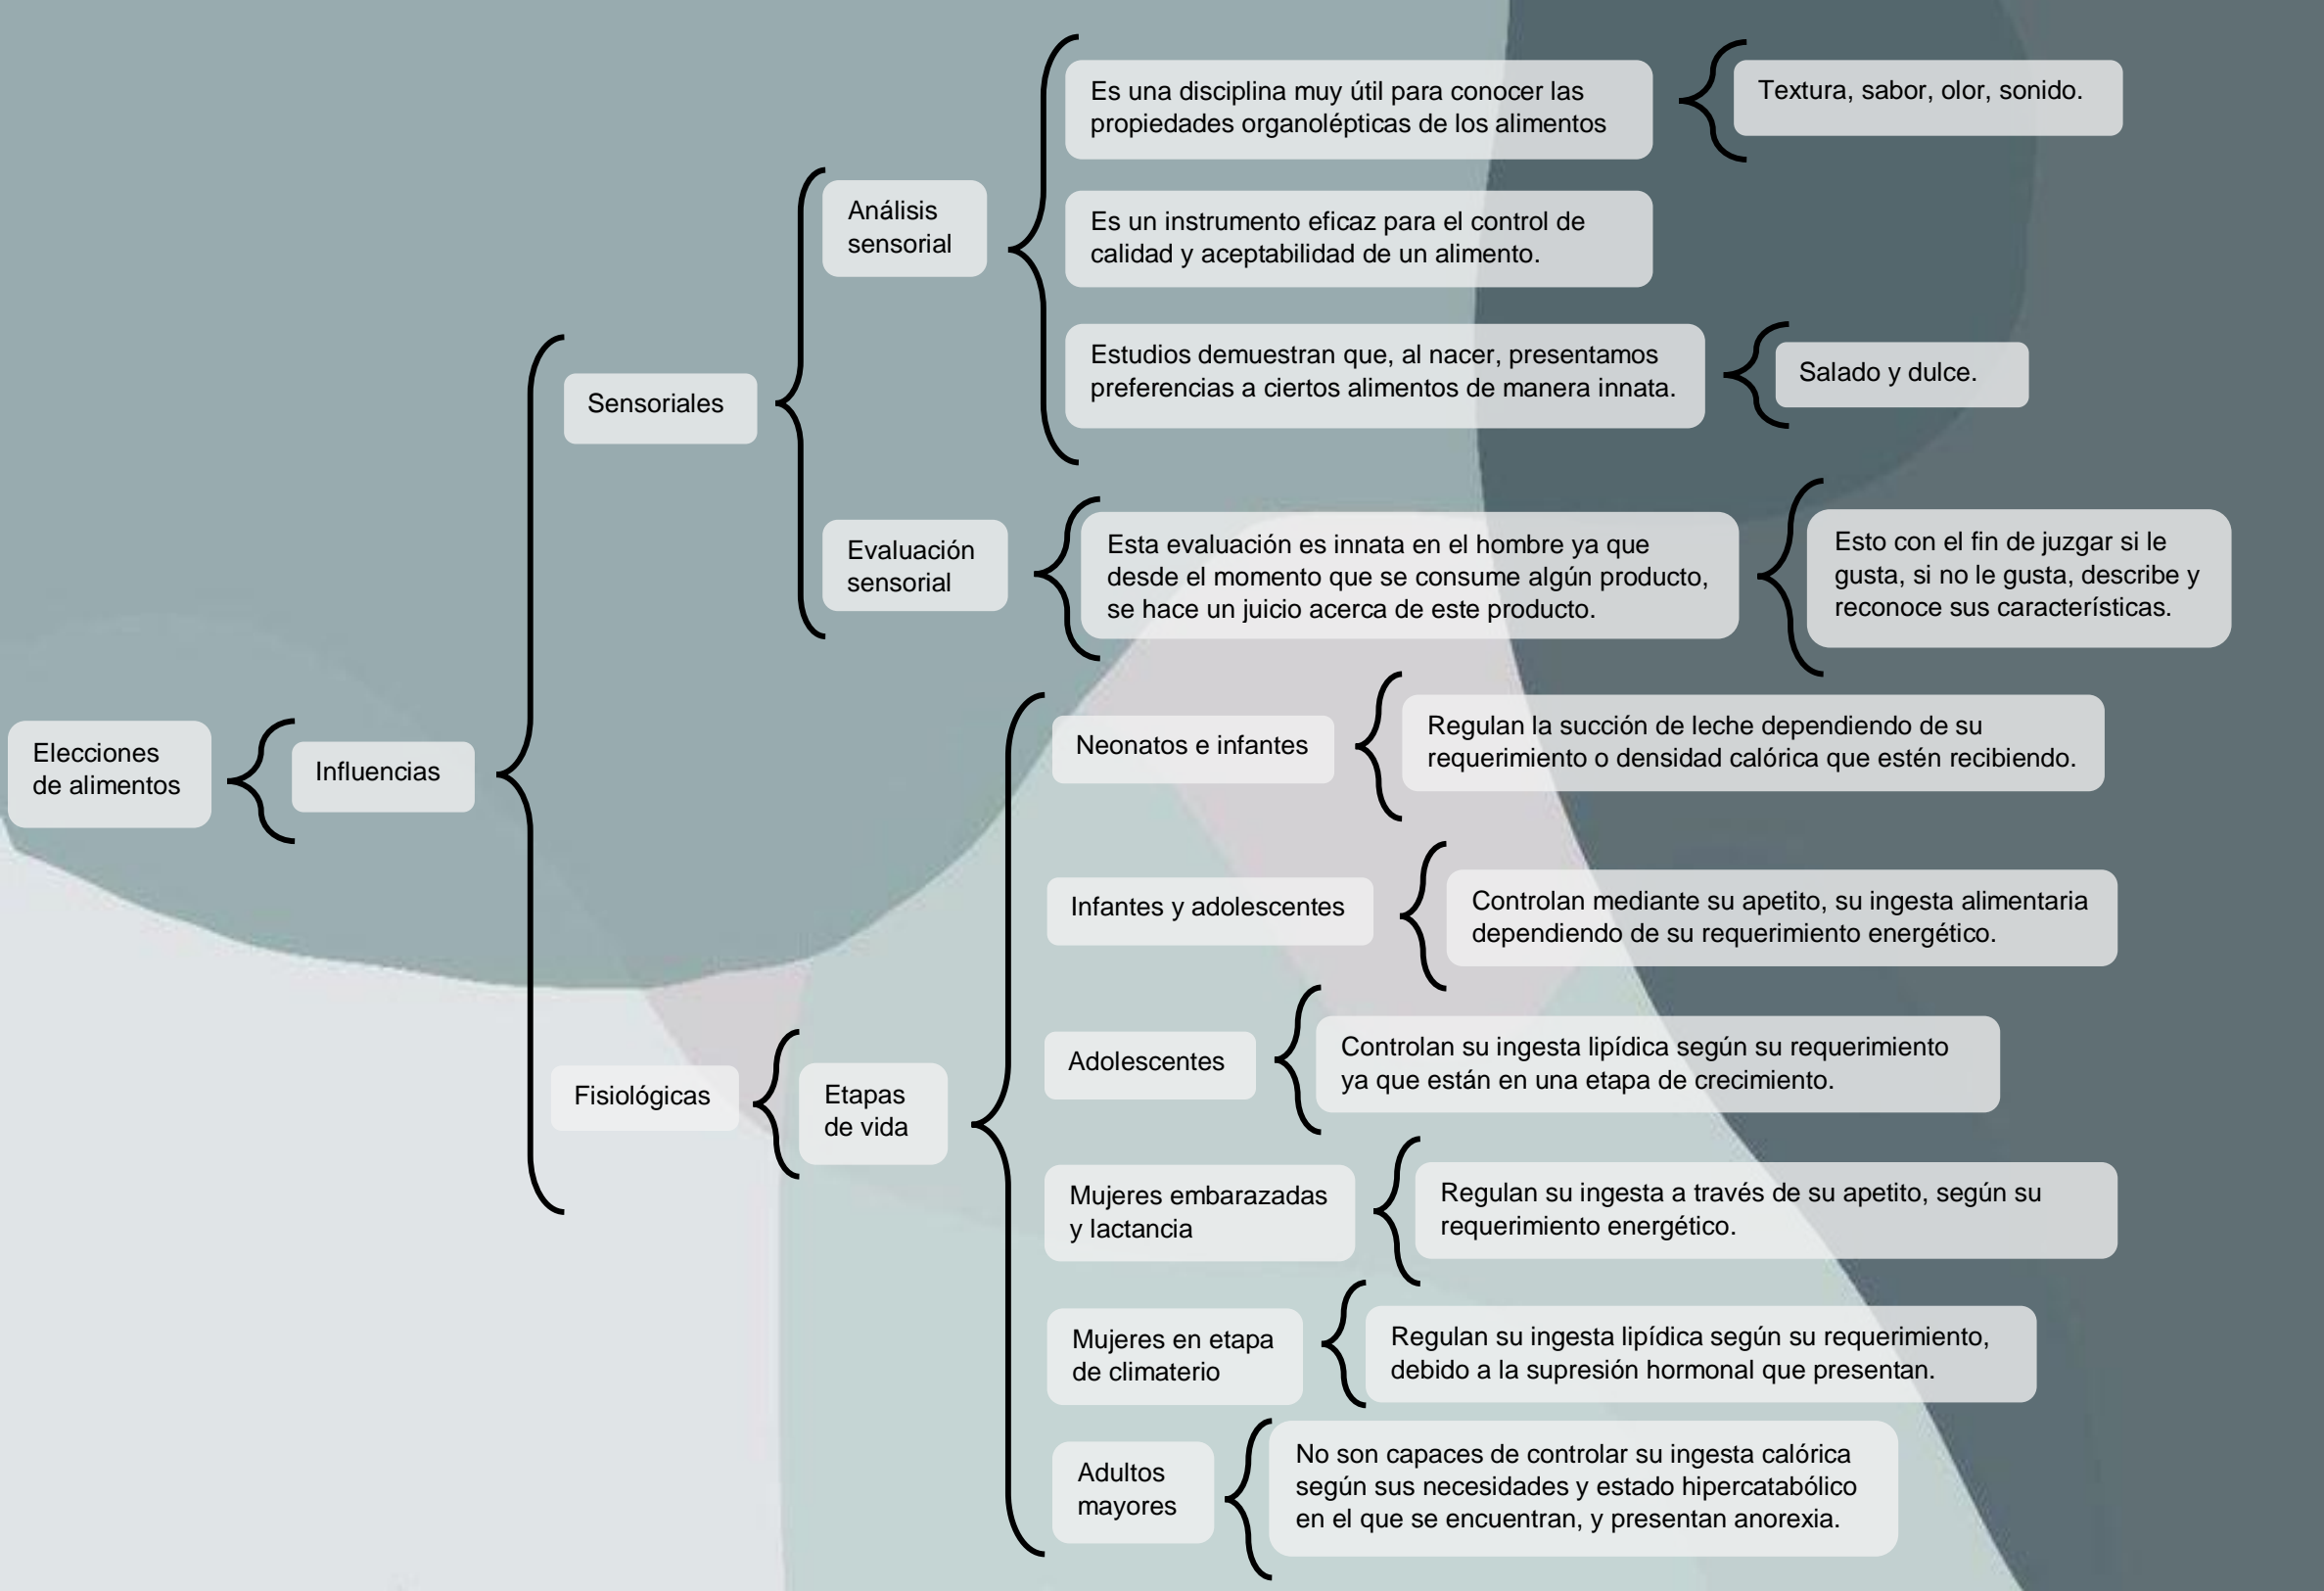 Elecciones
de alimentos
Influencias
Sensoriales
Análisis
sensorial
Es una disciplina muy útil para conocer las
propiedades organolépticas de los alimentos
Textura, sabor, olor, sonido.
Es un instrumento eficaz para el control de
calidad y aceptabilidad de un alimento.
Estudios demuestran que, al nacer, presentamos
preferencias a ciertos alimentos de manera innata.
Salado y dulce.
Evaluación
sensorial
Esta evaluación es innata en el hombre ya que
desde el momento que se consume algún producto,
se hace un juicio acerca de este producto.
Esto con el fin de juzgar si le
gusta, si no le gusta, describe y
reconoce sus características.
Fisiológicas
Etapas
de vida
Neonatos e infantes
Regulan la succión de leche dependiendo de su
requerimiento o densidad calórica que estén recibiendo.
Infantes y adolescentes
Controlan mediante su apetito, su ingesta alimentaria
dependiendo de su requerimiento energético.
Adolescentes
Controlan su ingesta lipídica según su requerimiento
ya que están en una etapa de crecimiento.
Mujeres embarazadas
y lactancia
Regulan su ingesta a través de su apetito, según su
requerimiento energético.
Mujeres en etapa
de climaterio
Regulan su ingesta lipídica según su requerimiento,
debido a la supresión hormonal que presentan.
Adultos
mayores
No son capaces de controlar su ingesta calórica
según sus necesidades y estado hipercatabólico
en el que se encuentran, y presentan anorexia.